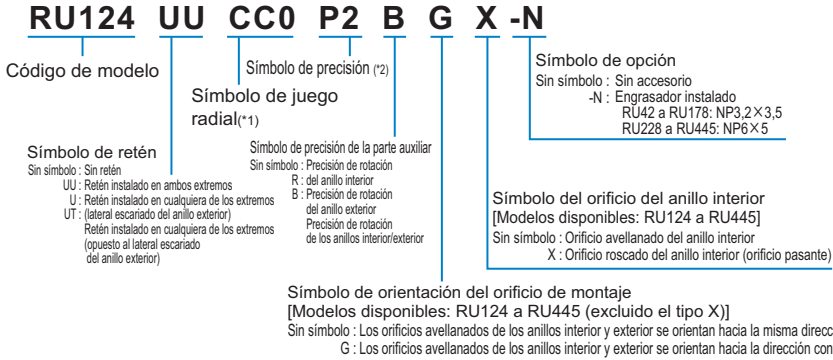 RU124 UU CC0 P2 B G X -N
Código de modelo
Símbolo de precisión (*2)
Símbolo de juego
radial(*1)
Símbolo de opción
Sin símbolo : Sin accesorio
-N : Engrasador instalado
RU42 a RU178: NP3,2×3,5
RU228 a RU445: NP6×5
Símbolo de retén
Sin símbolo : Sin retén
UU : Retén instalado en ambos extremos
U : Retén instalado en cualquiera de los extremos
UT : (lateral escariado del anillo exterior)
Retén instalado en cualquiera de los extremos
(opuesto al lateral escariado
del anillo exterior)
Símbolo de precisión de la parte auxiliar
Sin símbolo : Precisión de rotación
R : del anillo interior
B : Precisión de rotación
del anillo exterior
Precisión de rotación
de los anillos interior/exterior
Símbolo del orificio del anillo interior
[Modelos disponibles: RU124 a RU445]
Sin símbolo : Orificio avellanado del anillo interior
X : Orificio roscado del anillo interior (orificio pasante)
Símbolo de orientación del orificio de montaje
[Modelos disponibles: RU124 a RU445 (excluido el tipo X)]
Sin símbolo : Los orificios avellanados de los anillos interior y exterior se orientan hacia la misma direcc
G : Los orificios avellanados de los anillos interior y exterior se orientan hacia la dirección con